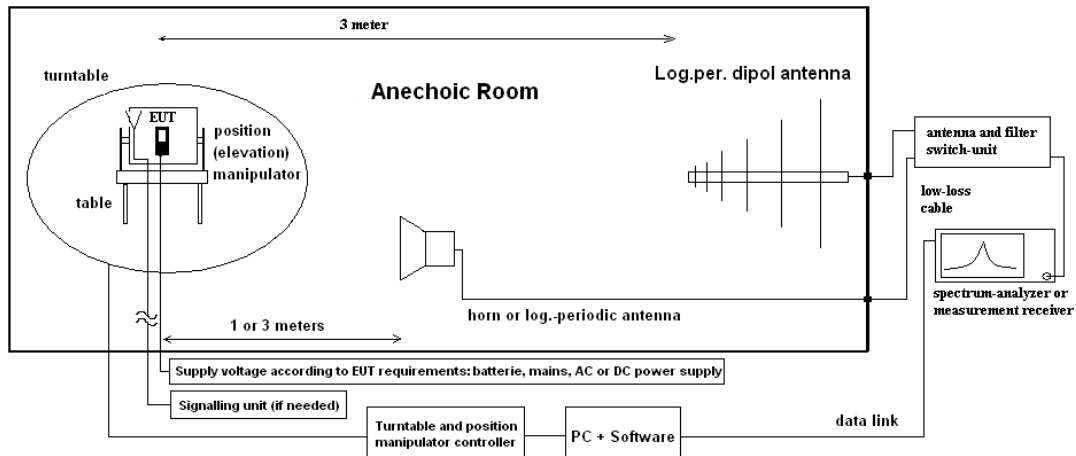 3 meter
turntable
Log.per. dipol antenna
Anechoic Room
EUT
position
(elevation)
manipulator
table
antenna and filter
switch-unit
low-loss
cable
spectrum-analyzer or
measurement receiver
horn or log.-periodic antenna
1 or 3 meters
Supply voltage according to EUT requirements: batterie, mains, AC or DC power supply
Signalling unit (if needed)
Turntable and position
manipulator controller
PC + Software
data link